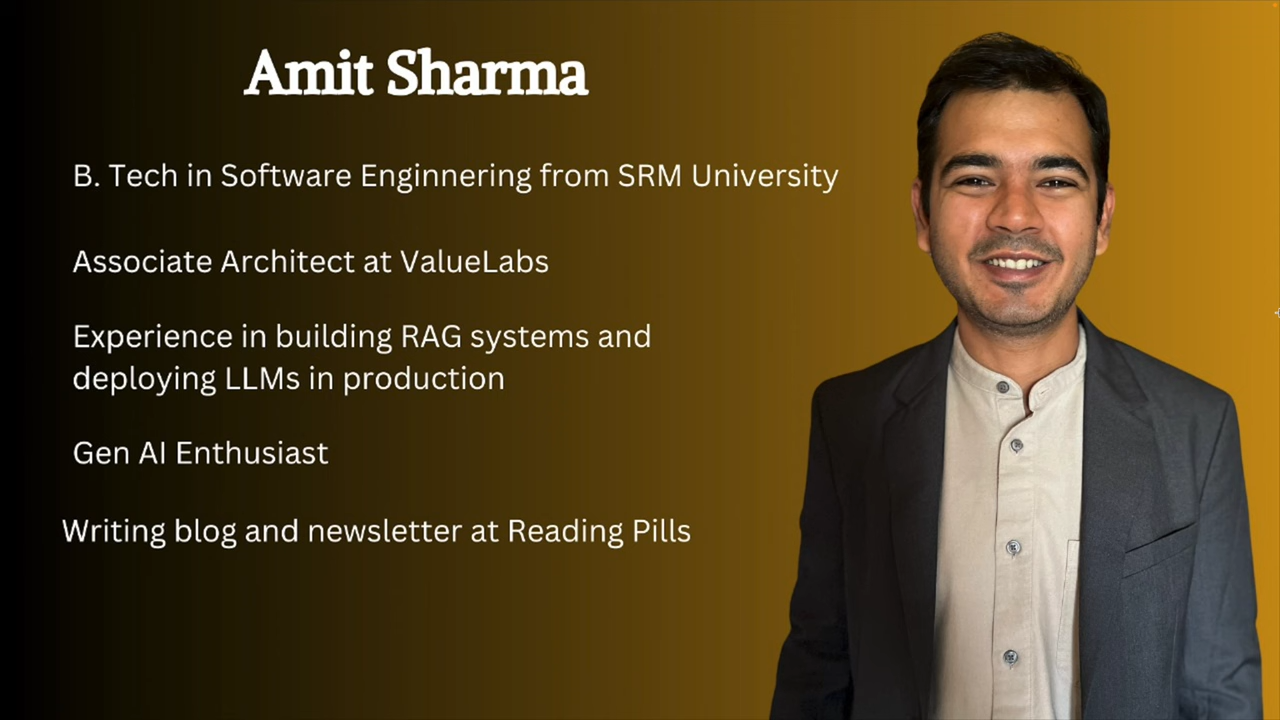 Amit Sharma
B. Tech in Software Enginnering from SRM University
Associate Architect at ValueLabs
Experience in building RAG systems and
deploying LLMs in production
Gen AI Enthusiast
Writing blog and newsletter at Reading Pills